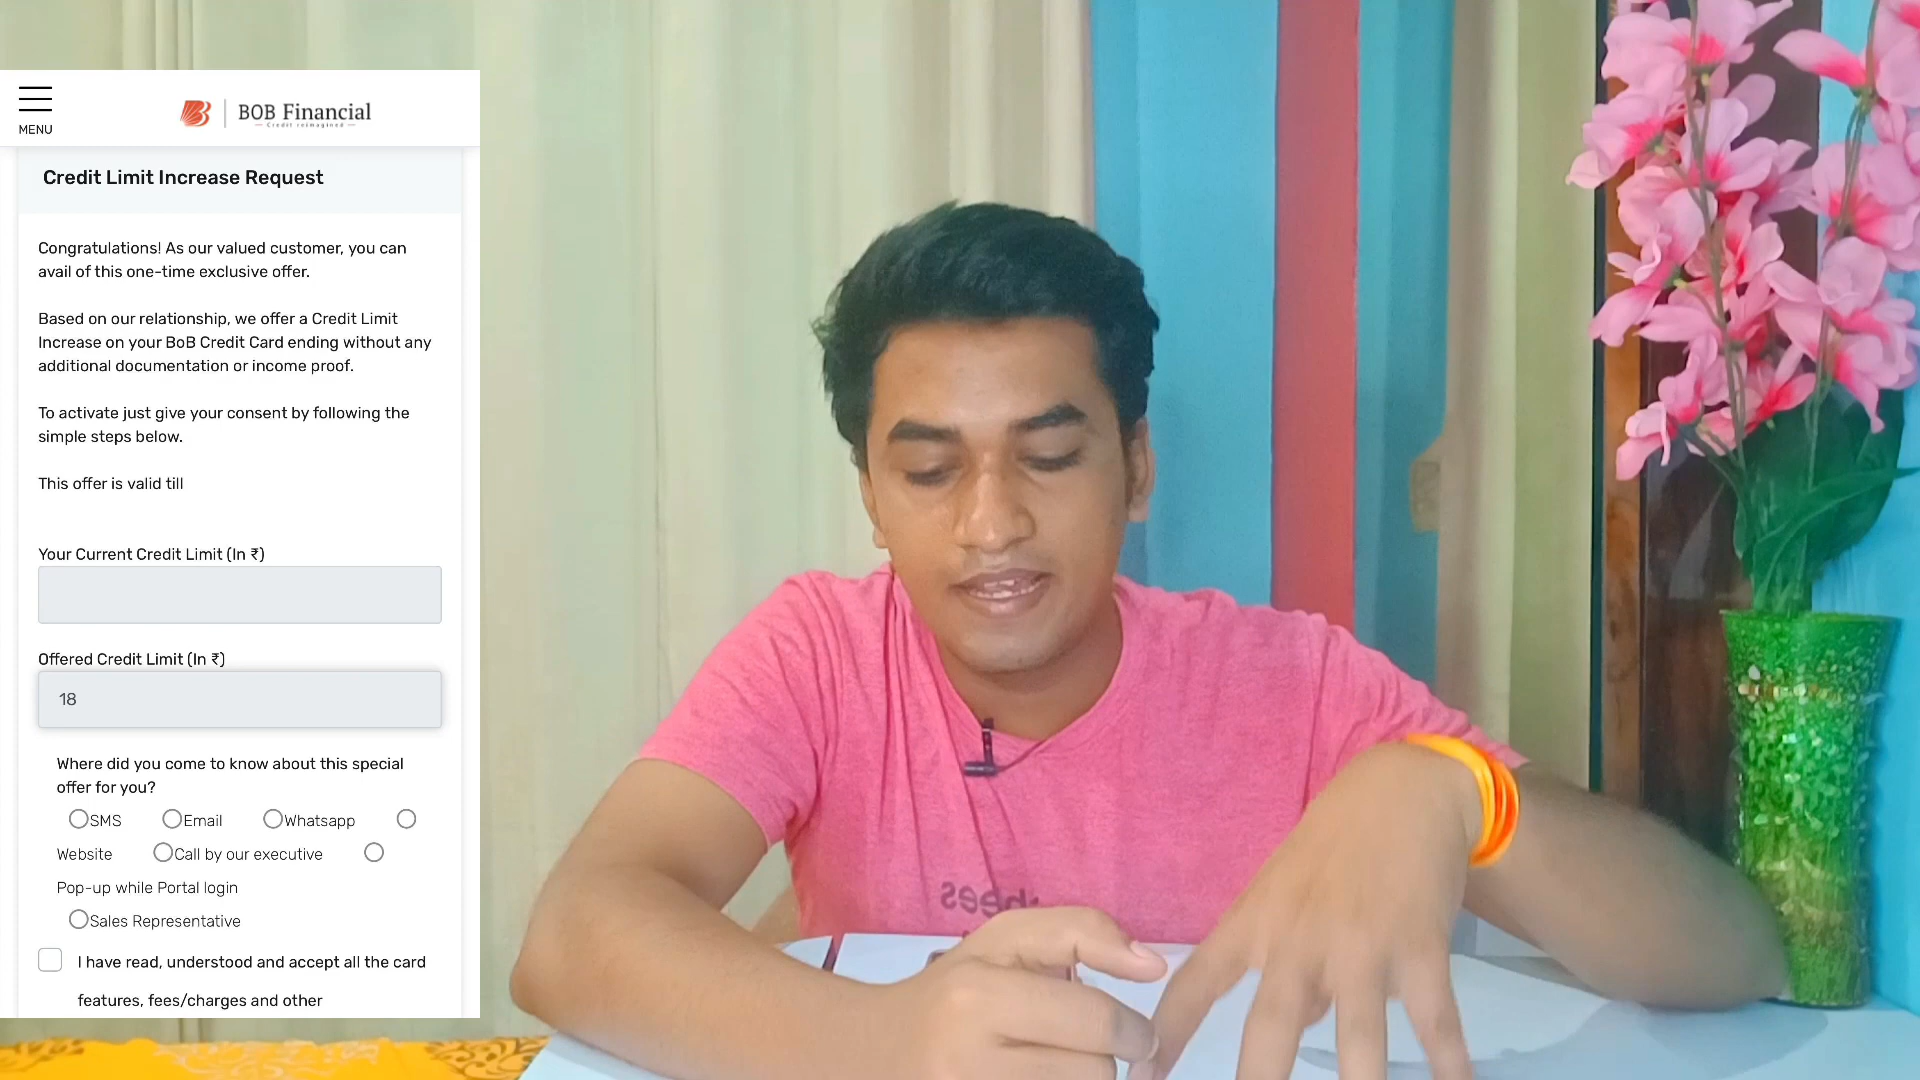 MENU
BOB Financial
Credit reimagined
Credit Limit Increase Request
Congratulations! As our valued customer, you can
avail of this one-time exclusive offer.
Based on our relationship, we offer a Credit Limit
Increase on your BoB Credit Card ending without any
additional documentation or income proof.
To activate just give your consent by following the
simple steps below.
This offer is valid till
Your Current Credit Limit (In ₹)
Offered Credit Limit (In ₹)
18
Where did you come to know about this special
offer for you?
SMS Email Whatsapp
Website Call by our executive
Pop-up while Portal login
Sales Representative
I have read, understood and accept all the card
features, fees/charges and other